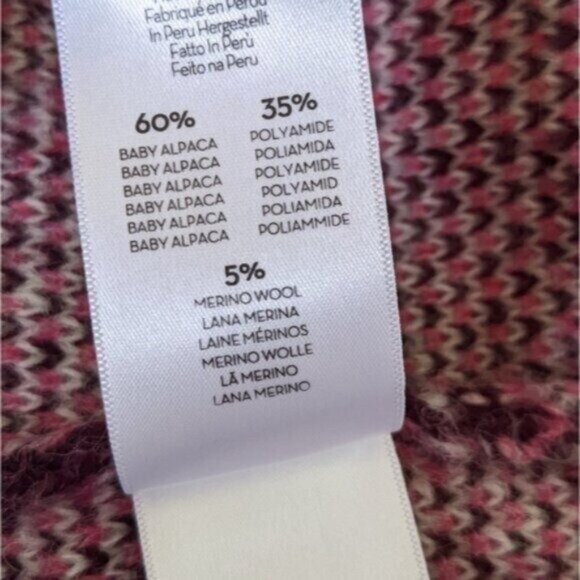 Fabriqué en Pérou
In Peru Hergestellt
Fatto In Perù
Feito na Peru
60%
BABY ALPACA
BABY ALPACA
BABY ALPACA
BABY ALPACA
BABY ALPACA
BABY ALPACA
35%
POLYAMIDE
POLIAMIDA
POLYAMIDE
POLYAMID
POLIAMIDA
POLIAMMIDE
5%
MERINO WOOL
LANA MERINA
LAINE MÉRINOS
MERINO WOLLE
LÃ MERINO
LANA MERINO